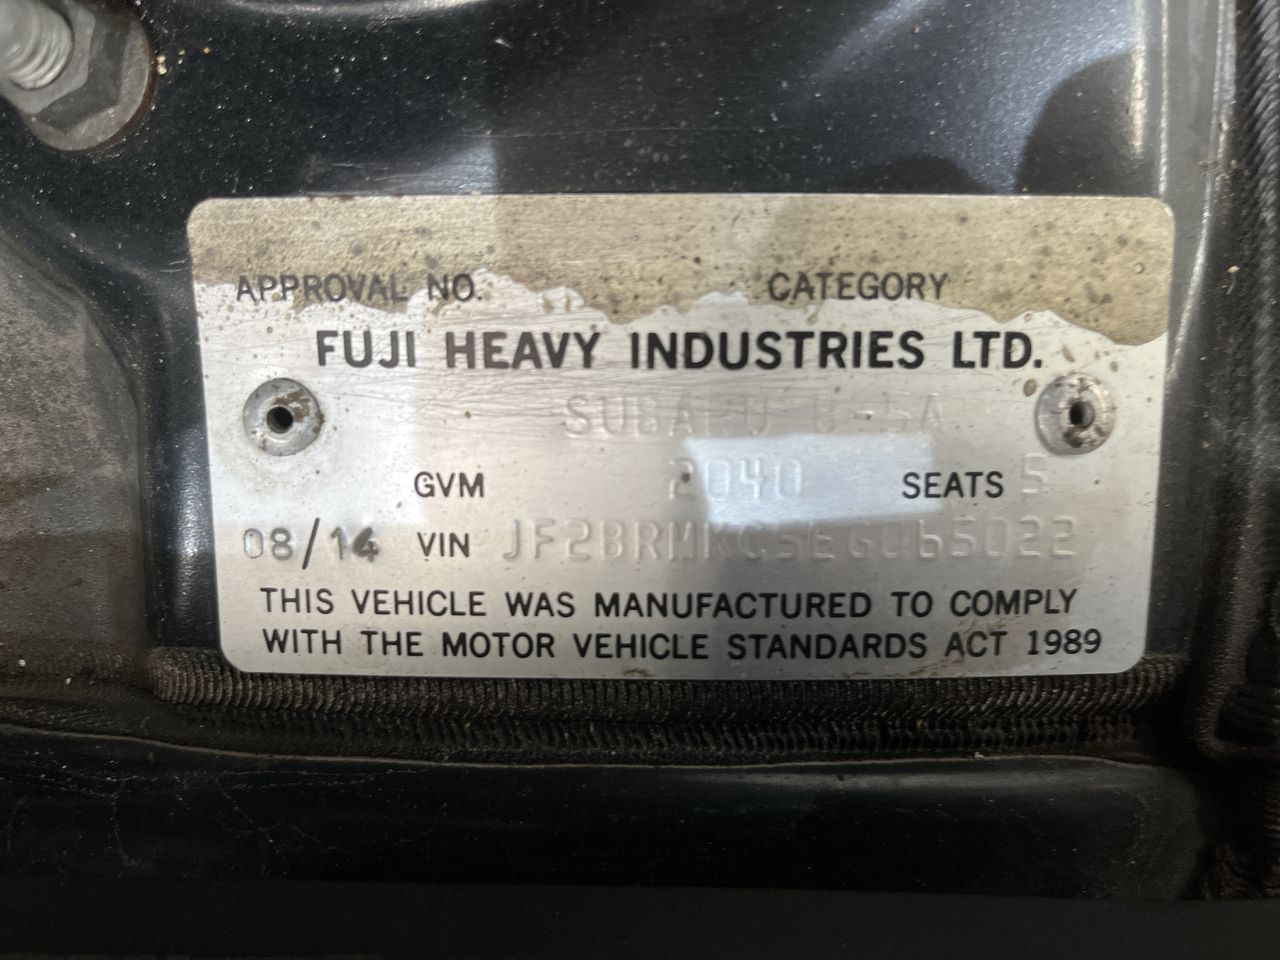 APPROVAL NO. CATEGORY
FUJI HEAVY INDUSTRIES LTD.
SUBARU
GVM 2040 SEATS 5
08/14 VIN JF2BRMKC5EG065022
THIS VEHICLE WAS MANUFACTURED TO COMPLY
WITH THE MOTOR VEHICLE STANDARDS ACT 1989